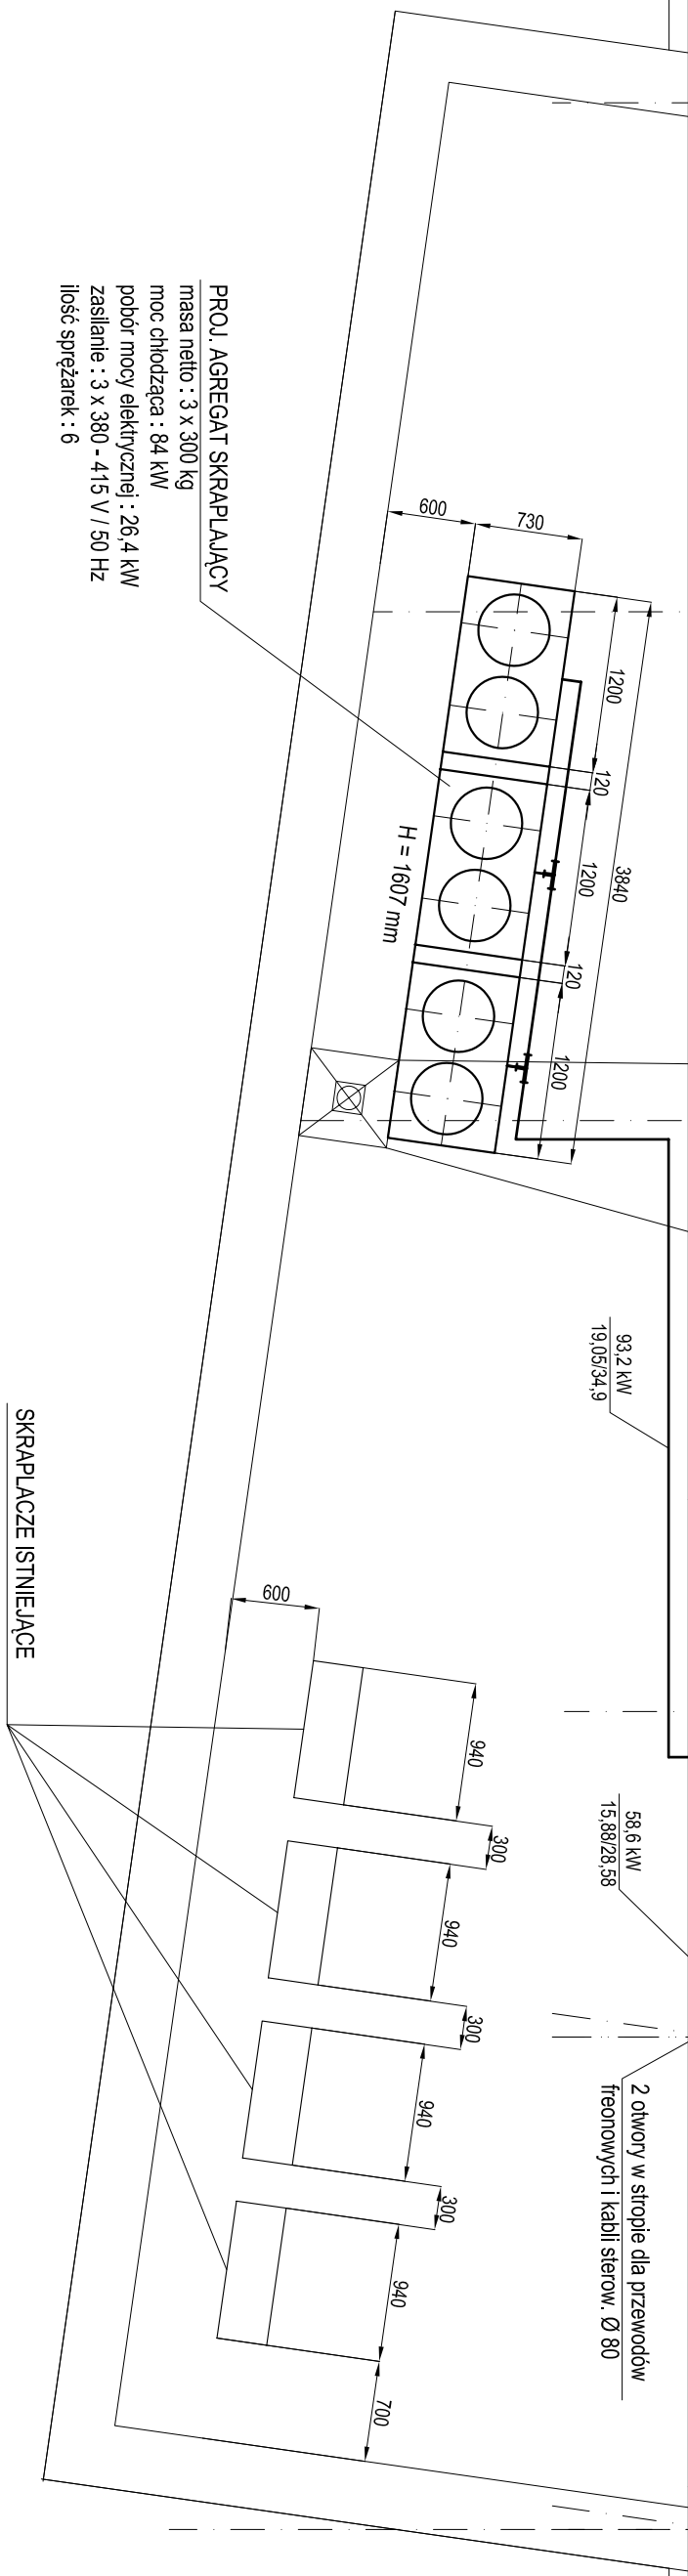 PROJ. AGREGAT SKRAPLAJĄCY
masa netto : 3 x 300 kg
moc chłodząca : 84 kW
pobór mocy elektrycznej : 26,4 kW
zasilanie : 3 x 380 - 415 V / 50 Hz
ilość sprężarek : 6
600
730
1200
120
1200
3840
120
1200
H = 1607 mm
93,2 kW
19,05/34,9
SKRAPLACZE ISTNIEJĄCE
600
940
300
940
300
940
300
940
700
58,6 kW
15,88/28,58
2 otwory w stropie dla przewodów
freonowych i kabli sterow. Ø 80